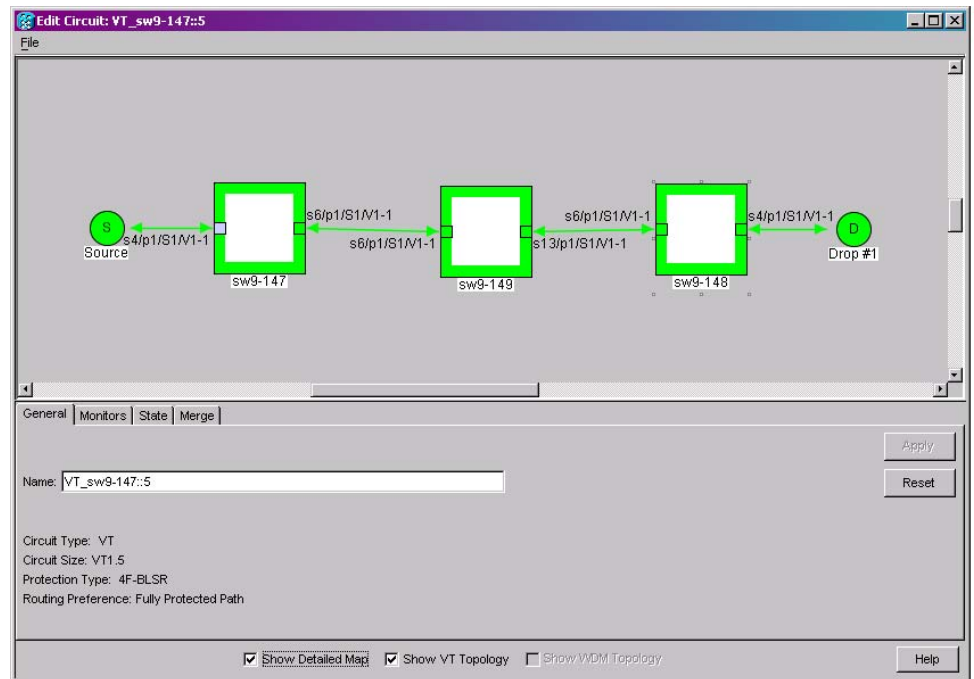 Edit Circuit: VT_sw9-147::5
File
S
Source
s4/p1/S1/V1-1
sw9-147
s6/p1/S1/V1-1
s6/p1/S1/V1-1
sw9-149
s13/p1/S1/V1-1
s6/p1/S1/V1-1
sw9-148
s4/p1/S1/V1-1
D
Drop #1
General Monitors State Merge
Apply
Name: VT_sw9-147::5
Reset
Circuit Type: VT
Circuit Size: VT1.5
Protection Type: 4F-BLSR
Routing Preference: Fully Protected Path
Show Detailed Map Show VT Topology Show WDM Topology Help